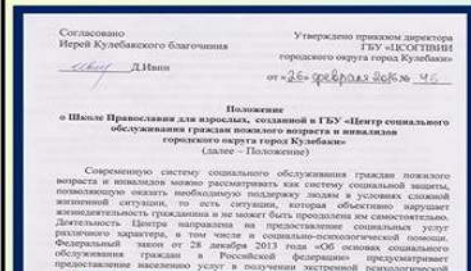 Согласовано
Иерей Кулебакского благочиния
Д.Ивин
Утверждено приказом директора
ГБУ «ЦСОГПВИИ
городского округа город Кулебаки»
от «26» февраля 2016 № 45
Положение
о Школе Православия для взрослых, созданной в ГБУ «Центр социального
обслуживания граждан пожилого возраста и инвалидов
городского округа город Кулебаки»
(далее – Положение)
Современную систему социального обслуживания граждан пожилого
возраста и инвалидов можно рассматривать как систему социальной защиты,
позволяющую оказать необходимую поддержку людям в условиях сложной
жизненной ситуации, то есть ситуации, которая объективно нарушает
жизнедеятельность гражданина и не может быть преодолена им самостоятельно.
Деятельность Центра направлена на предоставление социальных услуг
различного характера, в том числе и социально-психологической помощи.
Федеральный закон от 28 декабря 2013 года «Об основах социального
обслуживания граждан в Российской федерации» предусматривает
предоставление населению услуг в получении экстренной психологической